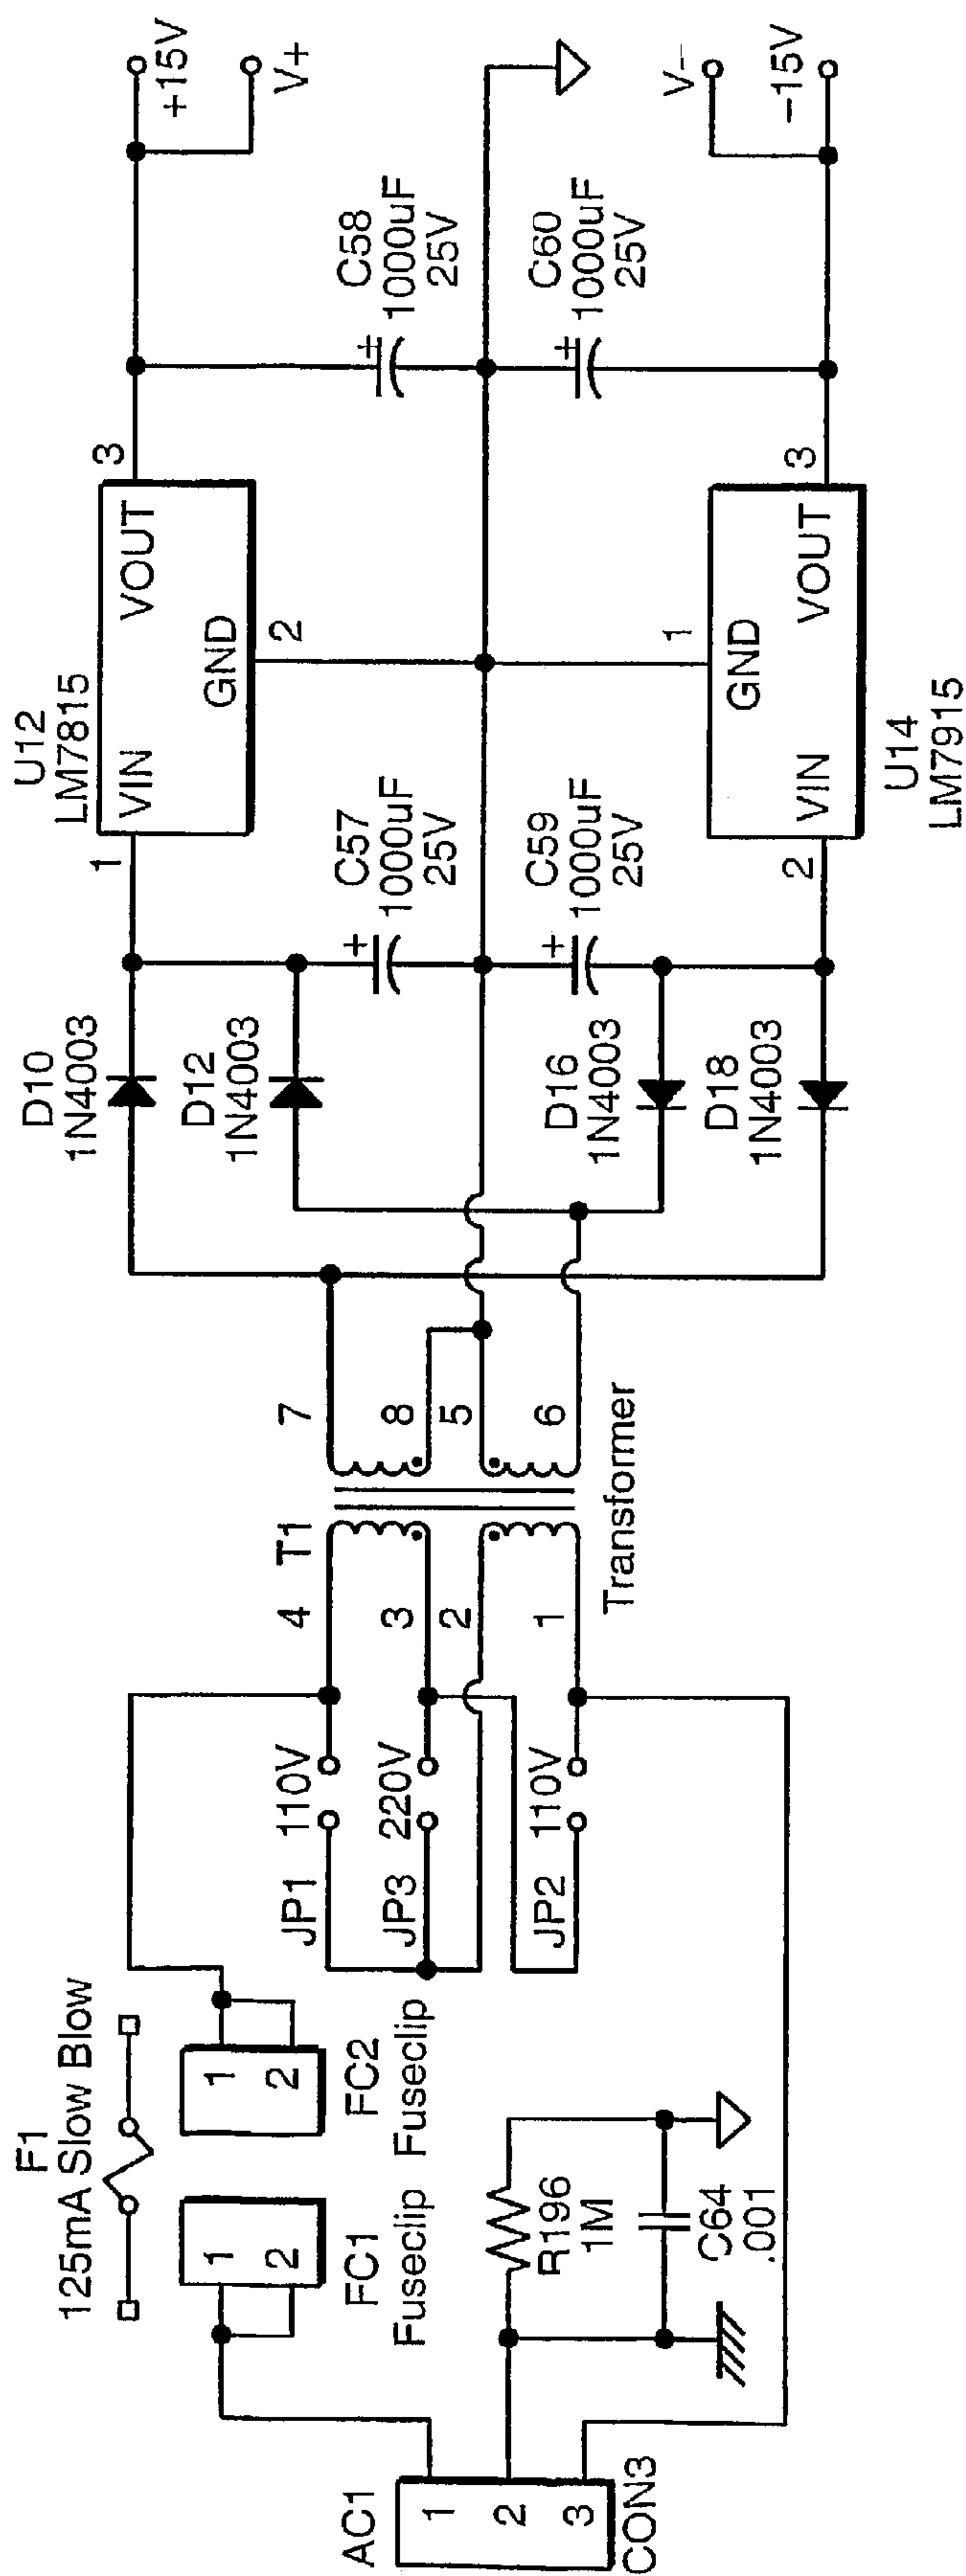 AC1
1
2
3
CON3
F1
125mA Slow Blow
1
2
FC1
Fuseclip
1
2
FC2
Fuseclip
R196
1M
C64
.001
JP1
110V
JP3
220V
JP2
110V
4
3
2
1
T1
Transformer
7
8
5
6
D10
1N4003
D12
1N4003
D16
1N4003
D18
1N4003
C57
1000uF
25V
+
C59
1000uF
25V
+
U12
LM7815
1
VIN
VOUT
GND
3
2
U14
LM7915
2
VIN
VOUT
GND
3
1
C58
1000uF
25V
+
C60
1000uF
25V
+
+15V
V+
V-
-15V